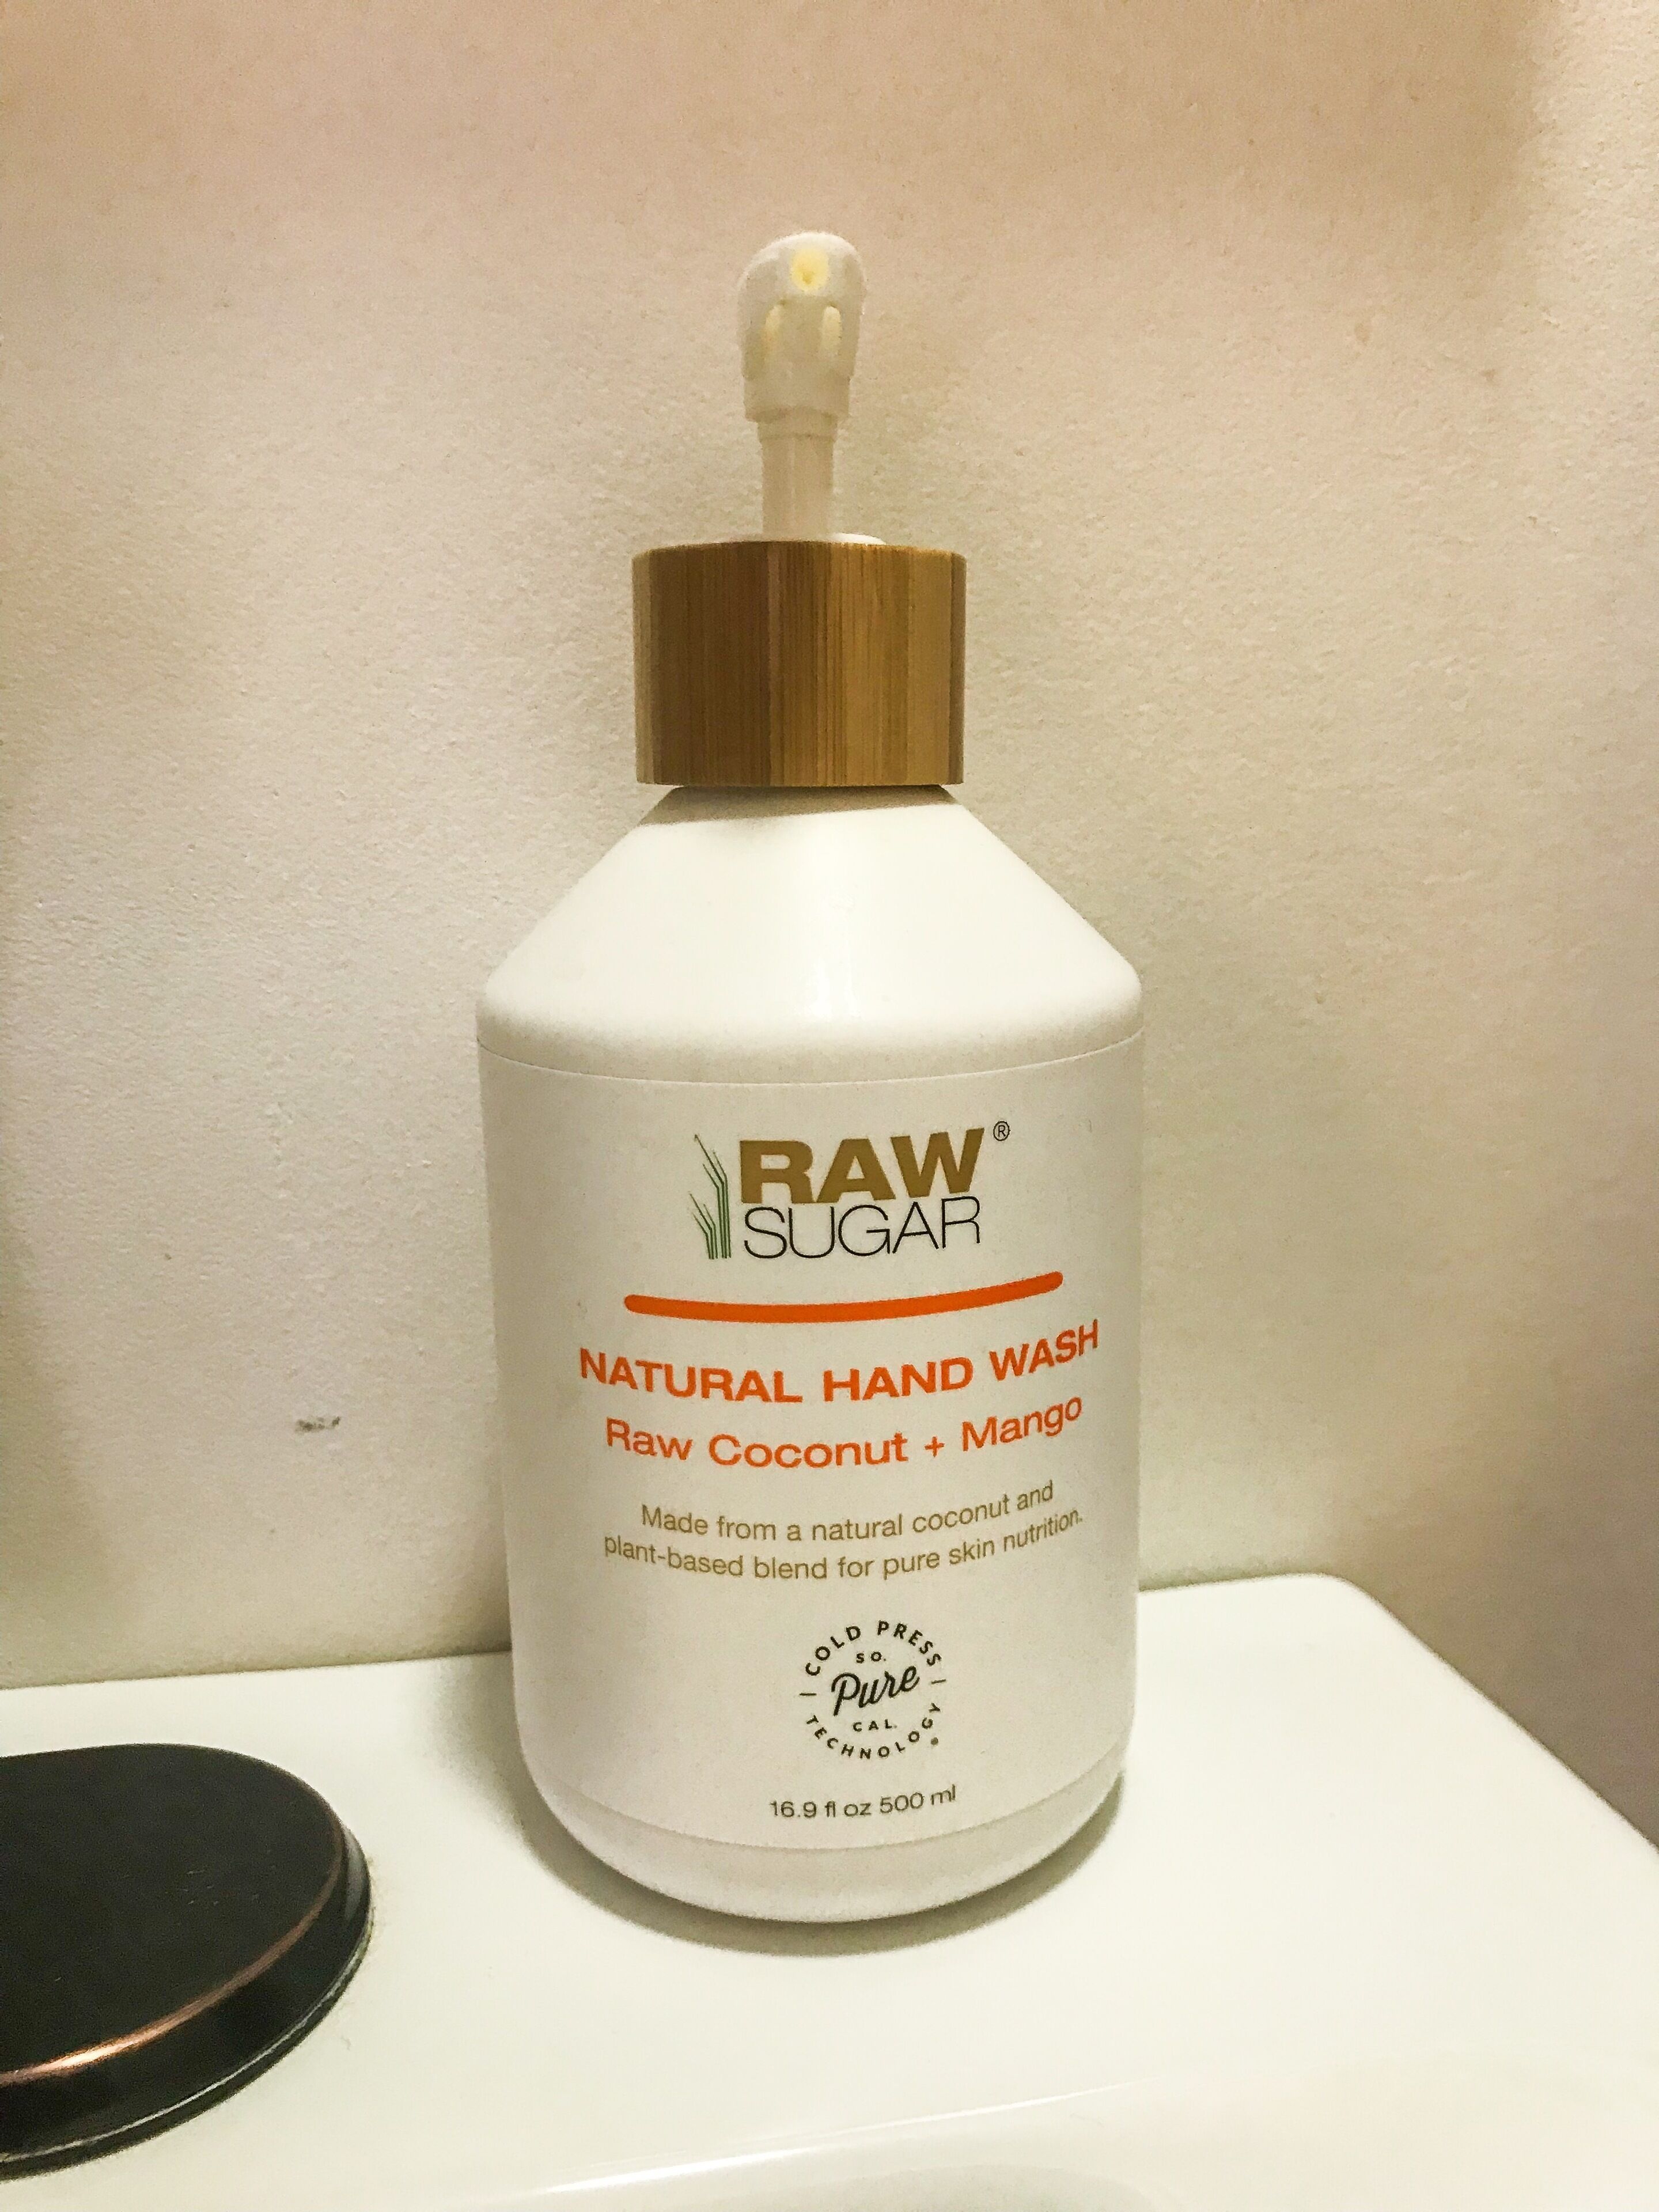 RAW®
SUGAR
NATURAL HAND WASH
Raw Coconut + Mango
Made from a natural coconut and
plant-based blend for pure skin nutrition.
COLD PRESS
SO.
Pure
CAL.
TECHNOLOGY
16.9 fl oz 500 ml